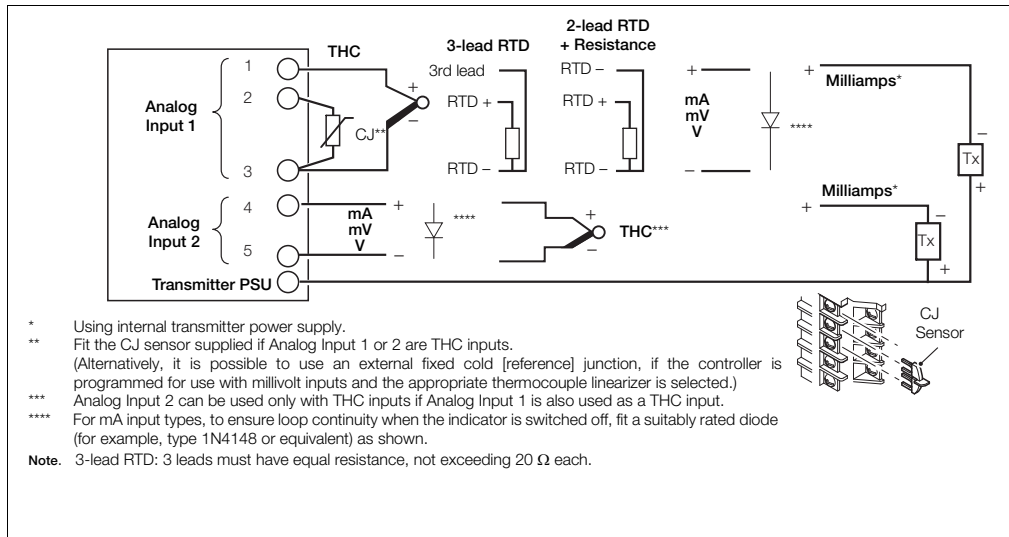 THC
3-lead RTD
2-lead RTD
+ Resistance
Analog
Input 1
1
2
3
CJ**
+
–
3rd lead
RTD +
RTD –
RTD –
RTD +
RTD –
+
mA
mV
V
–
****
+
Milliamps*
–
Tx
+
Analog
Input 2
4
5
mA
mV
V
+
–
****
+
–
THC***
+
Milliamps*
–
Tx
+
Transmitter PSU
CJ
Sensor
* Using internal transmitter power supply.
** Fit the CJ sensor supplied if Analog Input 1 or 2 are THC inputs.
(Alternatively, it is possible to use an external fixed cold [reference] junction, if the controller is
programmed for use with millivolt inputs and the appropriate thermocouple linearizer is selected.)
*** Analog Input 2 can be used only with THC inputs if Analog Input 1 is also used as a THC input.
**** For mA input types, to ensure loop continuity when the indicator is switched off, fit a suitably rated diode
(for example, type 1N4148 or equivalent) as shown.
Note. 3-lead RTD: 3 leads must have equal resistance, not exceeding 20 Ω each.